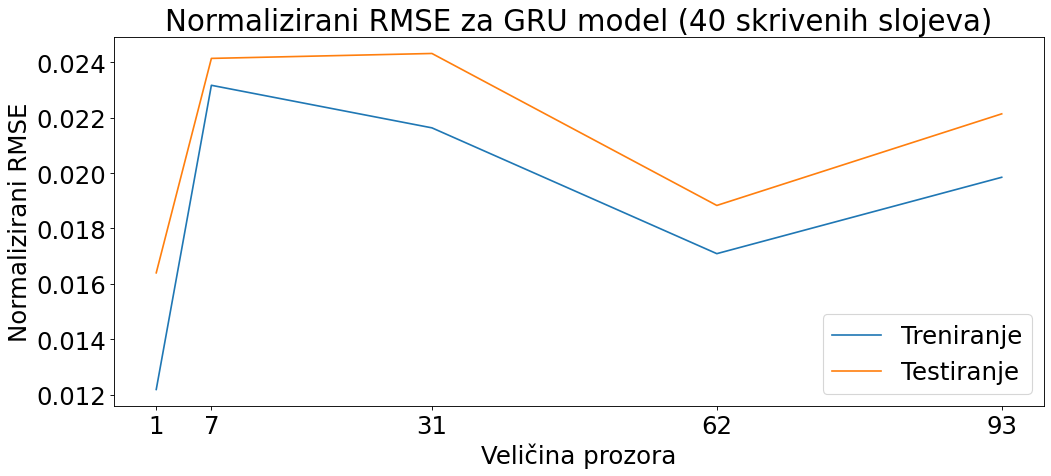 Normalizirani RMSE za GRU model (40 skrivenih slojeva)
Normalizirani RMSE
0.024
0.022
0.020
0.018
0.016
0.014
0.012
Treniranje
Testiranje
1 7 31 62 93
Veličina prozora